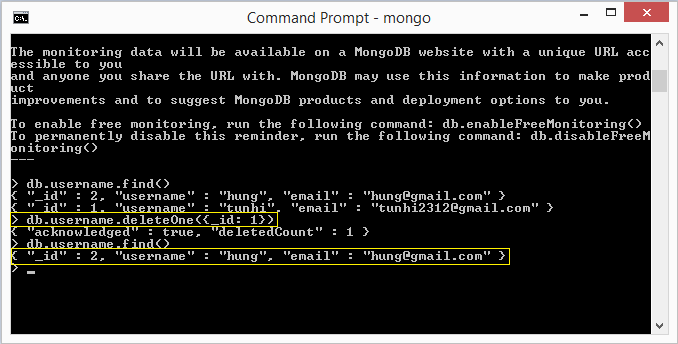 Command Prompt - mongo
The monitoring data will be available on a MongoDB website with a unique URL acc
essible to you
and anyone you share the URL with. MongoDB may use this information to make prod
uct
improvements and to suggest MongoDB products and deployment options to you.
To enable free monitoring, run the following command: db.enableFreeMonitoring()
To permanently disable this reminder, run the following command: db.disableFreeM
onitoring()
---
> db.username.find()
{ "_id" : 2, "username" : "hung", "email" : "hung@gmail.com" }
{ "_id" : 1, "username" : "tunhi", "email" : "tunhi2312@gmail.com" }
> db.username.deleteOne({_id: 1})
{ "acknowledged" : true, "deletedCount" : 1 }
> db.username.find()
{ "_id" : 2, "username" : "hung", "email" : "hung@gmail.com" }
> _